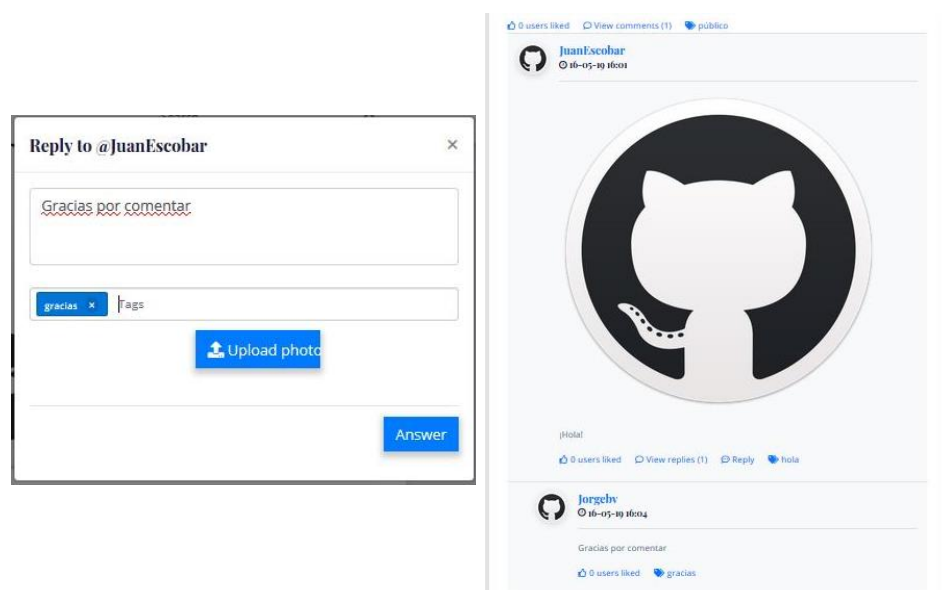 Reply to @JuanEscobar ×
Gracias por comentar
gracias × Tags
Upload photo
Answer
0 users liked View comments (1) público
JuanEscobar
16-05-19 16:01
¡Hola!
0 users liked View replies (1) Reply hola
Jorgebv
16-05-19 16:04
Gracias por comentar
0 users liked gracias